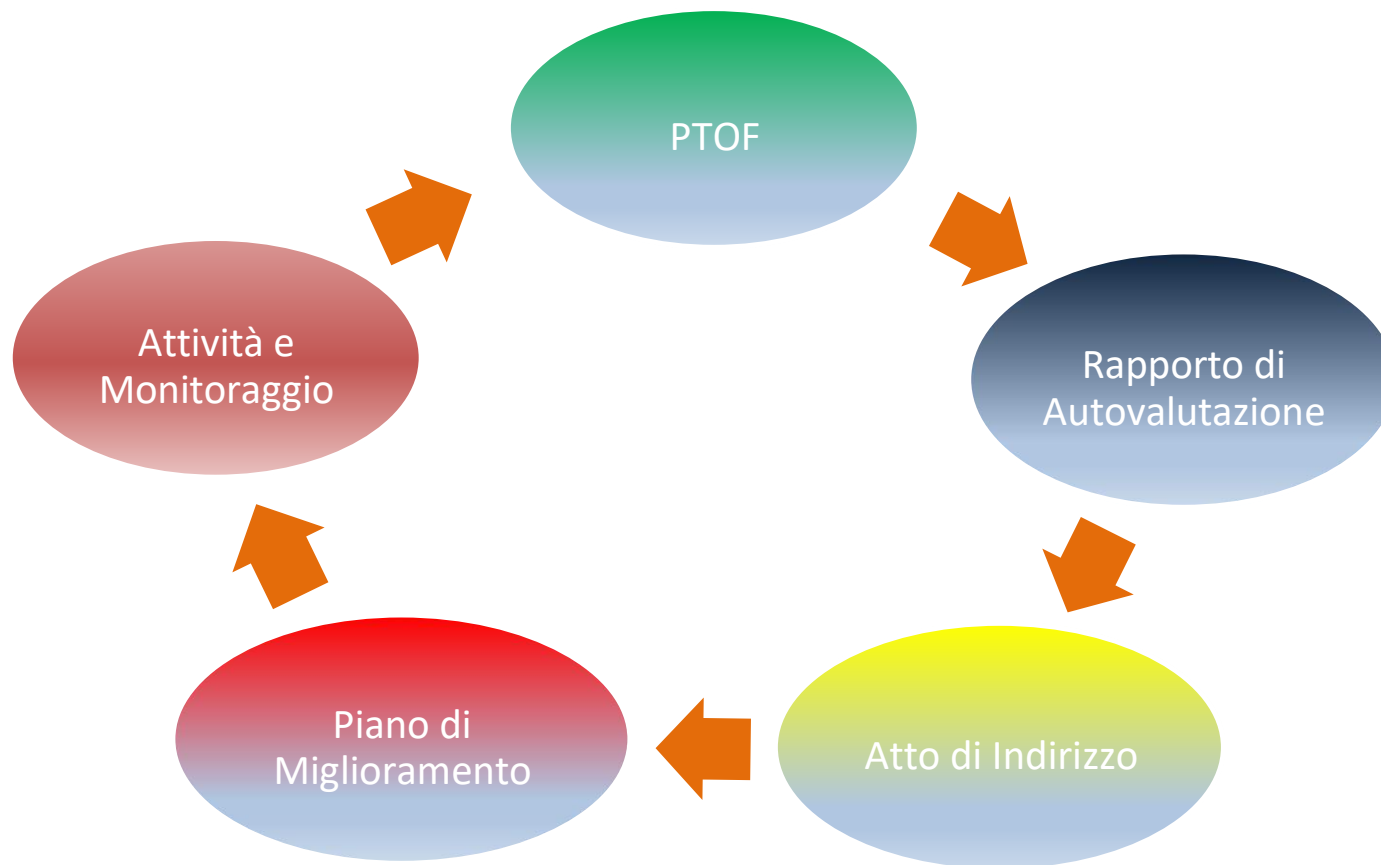 PTOF
Rapporto di
Autovalutazione
Atto di Indirizzo
Piano di
Miglioramento
Attività e
Monitoraggio